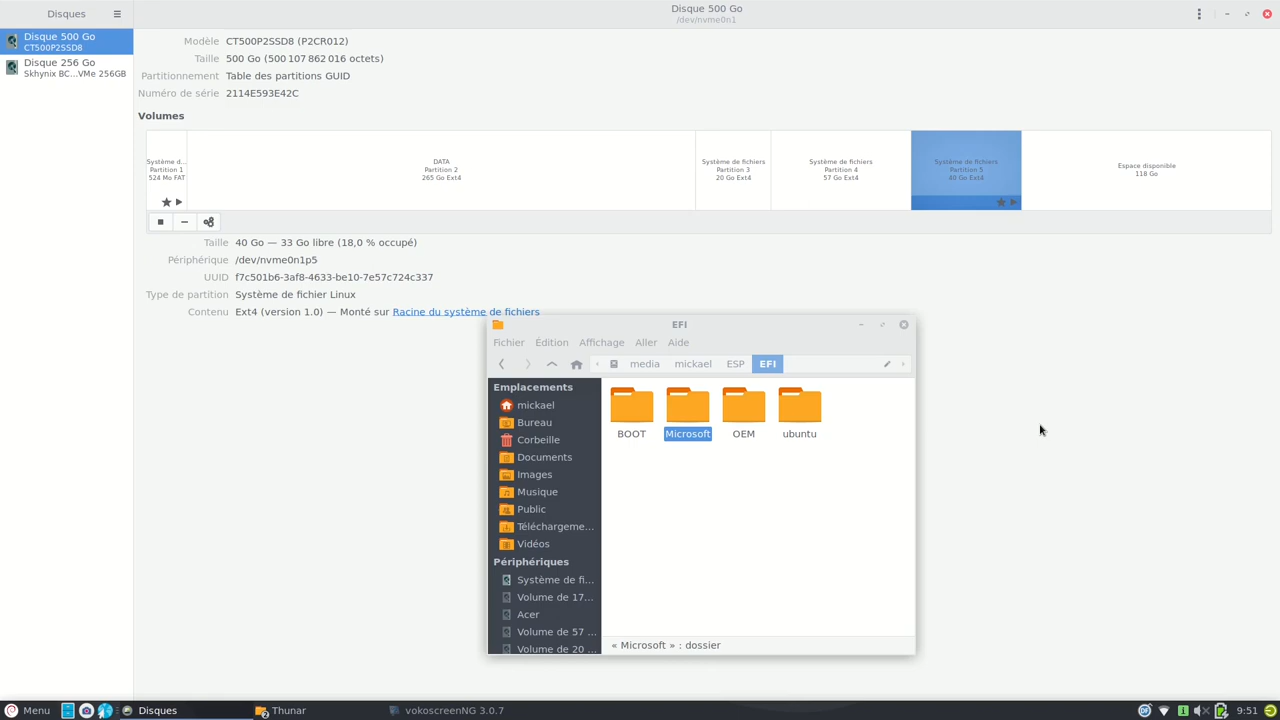 Disques
Disque 500 Go
/dev/nvme0n1
Disque 500 Go
CT500P2SSD8
Disque 256 Go
Skhynix BC...VMe 256GB
Modèle CT500P2SSD8 (P2CR012)
Taille 500 Go (500 107 862 016 octets)
Partitionnement Table des partitions GUID
Numéro de série 2114E593E42C
Volumes
Système d...
Partition 1
524 Mo FAT
DATA
Partition 2
265 Go Ext4
Système de fichiers
Partition 3
20 Go Ext4
Système de fichiers
Partition 4
57 Go Ext4
Système de fichiers
Partition 5
40 Go Ext4
Espace disponible
118 Go
Taille 40 Go — 33 Go libre (18,0 % occupé)
Périphérique /dev/nvme0n1p5
UUID f7c501b6-3af8-4633-be10-7e57c724c337
Type de partition Système de fichier Linux
Contenu Ext4 (version 1.0) — Monté sur Racine du système de fichiers
EFI
Fichier Édition Affichage Aller Aide
media mickael ESP EFI
Emplacements
mickael
Bureau
Corbeille
Documents
Images
Musique
Public
Téléchargeme...
Vidéos
Périphériques
Système de fi...
Volume de 17...
Acer
Volume de 57 ...
Volume de 20 ...
BOOT Microsoft OEM ubuntu
« Microsoft » : dossier
Menu Disques Thunar vokoscreenNG 3.0.7 9:51